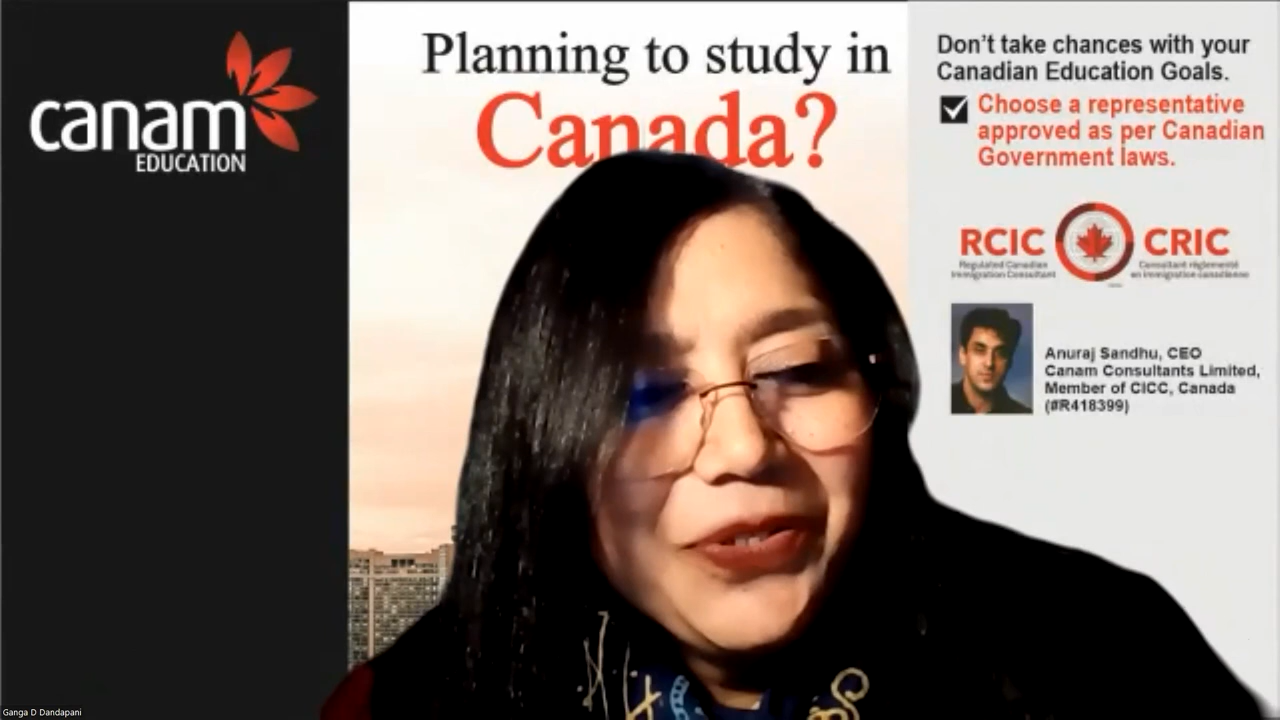 canam
EDUCATION
Planning to study in
Canada?
Don't take chances with your
Canadian Education Goals.
Choose a representative
approved as per Canadian
Government laws.
RCIC CRIC
Regulated Canadian
Immigration Consultant
Consultant réglementé
en immigration canadienne
Anuraj Sandhu, CEO
Canam Consultants Limited,
Member of CICC, Canada
(#R418399)
Ganga D Dandapani